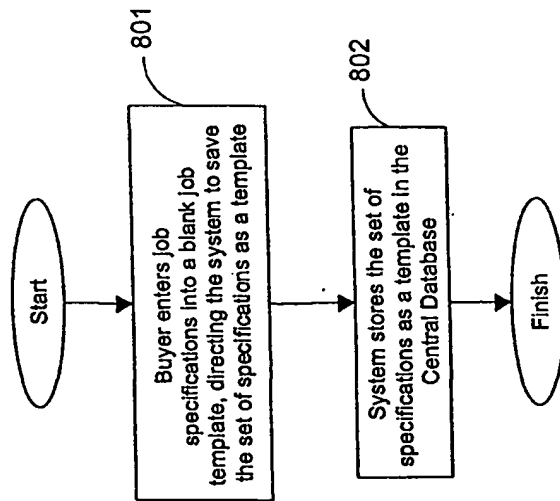 Start
801
Buyer enters job
specifications into a blank job
template, directing the system to save
the set of specifications as a template
802
System stores the set of
specifications as a template in the
Central Database
Finish